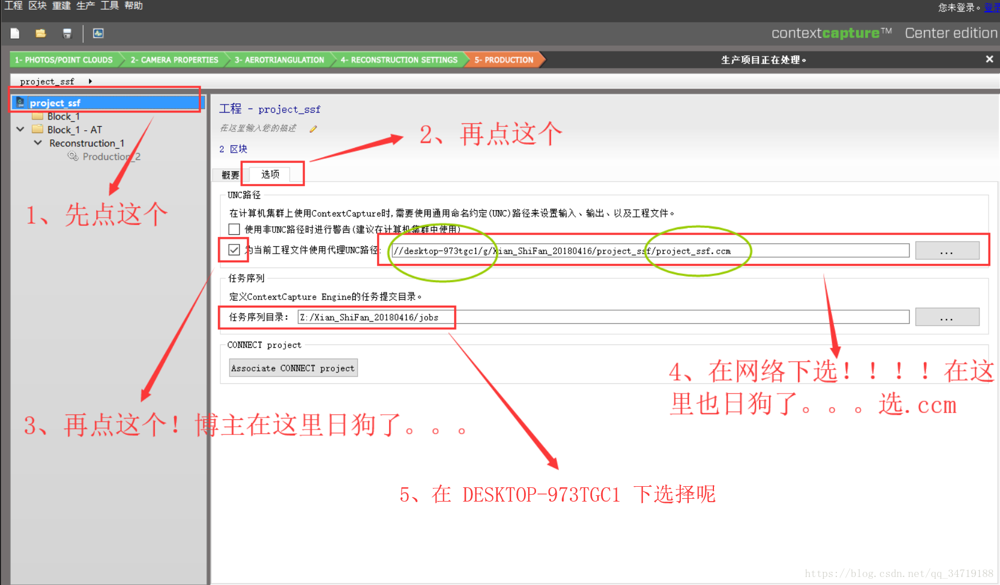 工程 区块 重建 生产 工具 帮助
您未登录。登录
contextcapture™ Center edition
1- PHOTOS/POINT CLOUDS 2- CAMERA PROPERTIES 3- AEROTRIANGULATION 4- RECONSTRUCTION SETTINGS 5- PRODUCTION 生产项目正在处理。
project_ssf
project_ssf
Block_1
Block_1 - AT
Reconstruction_1
Production_2
工程 - project_ssf
在这里输入您的描述
2、再点这个
2 区块
概要 选项
1、先点这个
UNC路径
在计算机集群上使用ContextCapture时,需要使用通用命名约定(UNC)路径来设置输入、输出、以及工程文件。
使用非UNC路径时进行警告(建议在计算机集群中使用)
为当前工程文件使用代理UNC路径: //desktop-973tgc1/g/Xian_ShiFan_20180416/project_ssf/project_ssf.ccm ...
任务序列
定义ContextCapture Engine的任务提交目录。
任务序列目录: Z:/Xian_ShiFan_20180416/jobs ...
CONNECT project
Associate CONNECT project
4、在网络下选！！！！在这
里也日狗了。。。选.ccm
3、再点这个！博主在这里日狗了。。。
5、在 DESKTOP-973TGC1 下选择呢
https://blog.csdn.net/qq_34719188